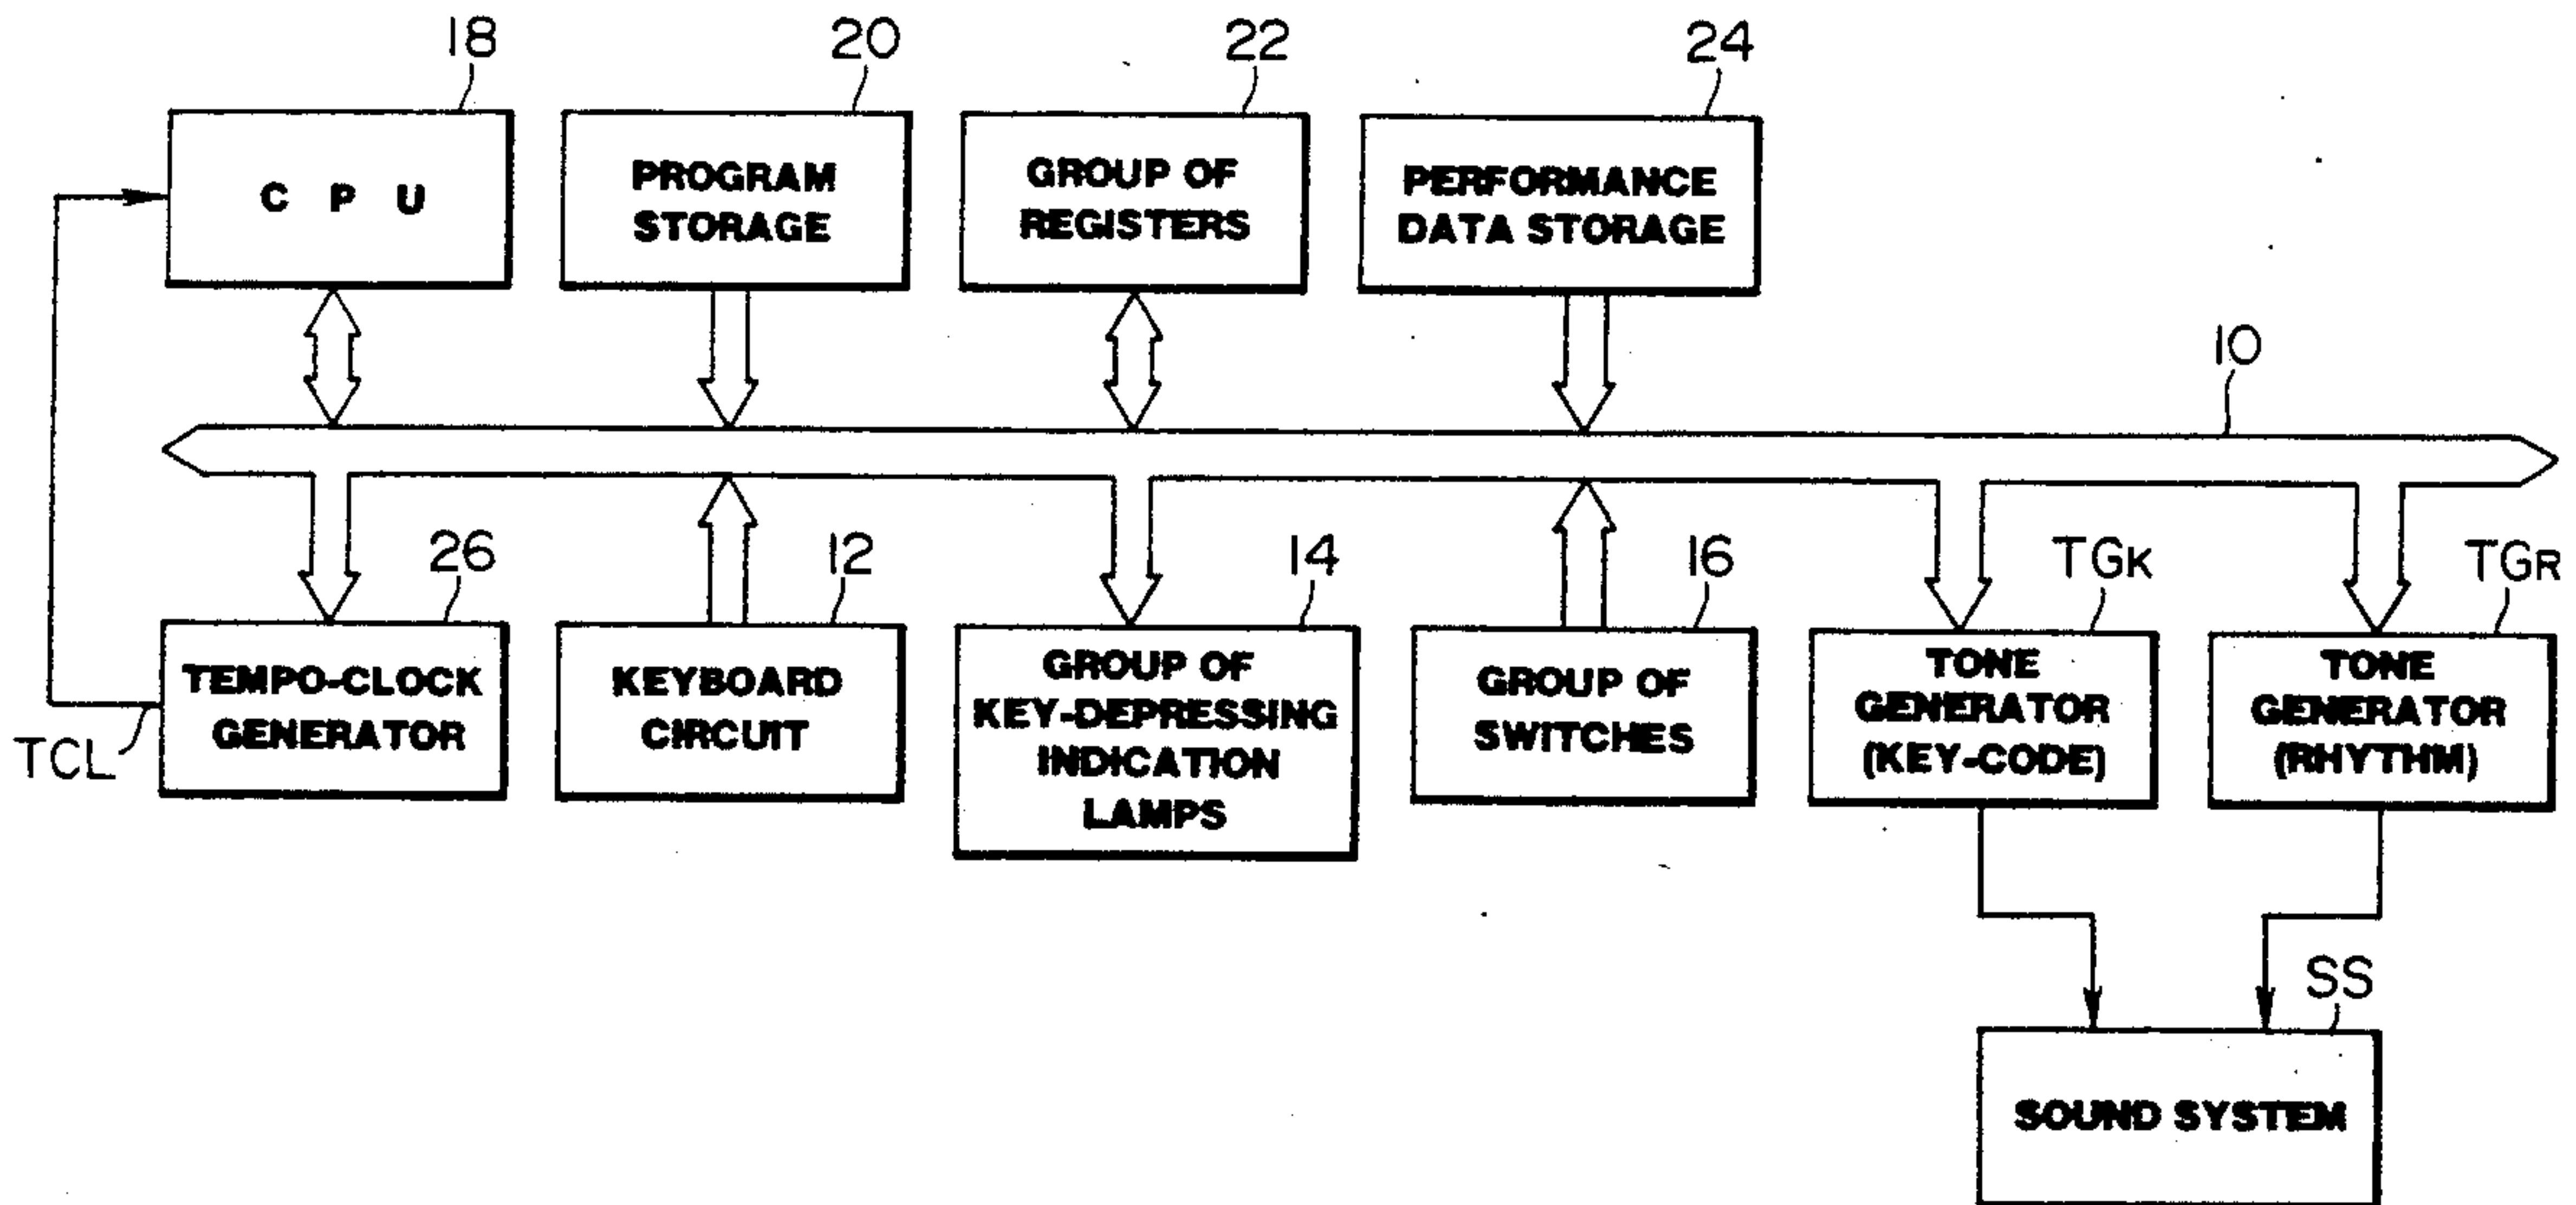 18
20
22
24
C P U
PROGRAM
STORAGE
GROUP OF
REGISTERS
PERFORMANCE
DATA STORAGE
10
26
12
14
16
TGK
TGR
TEMPO-CLOCK
GENERATOR
KEYBOARD
CIRCUIT
GROUP OF
KEY-DEPRESSING
INDICATION
LAMPS
GROUP OF
SWITCHES
TONE
GENERATOR
(KEY-CODE)
TONE
GENERATOR
(RHYTHM)
TCL
SS
SOUND SYSTEM